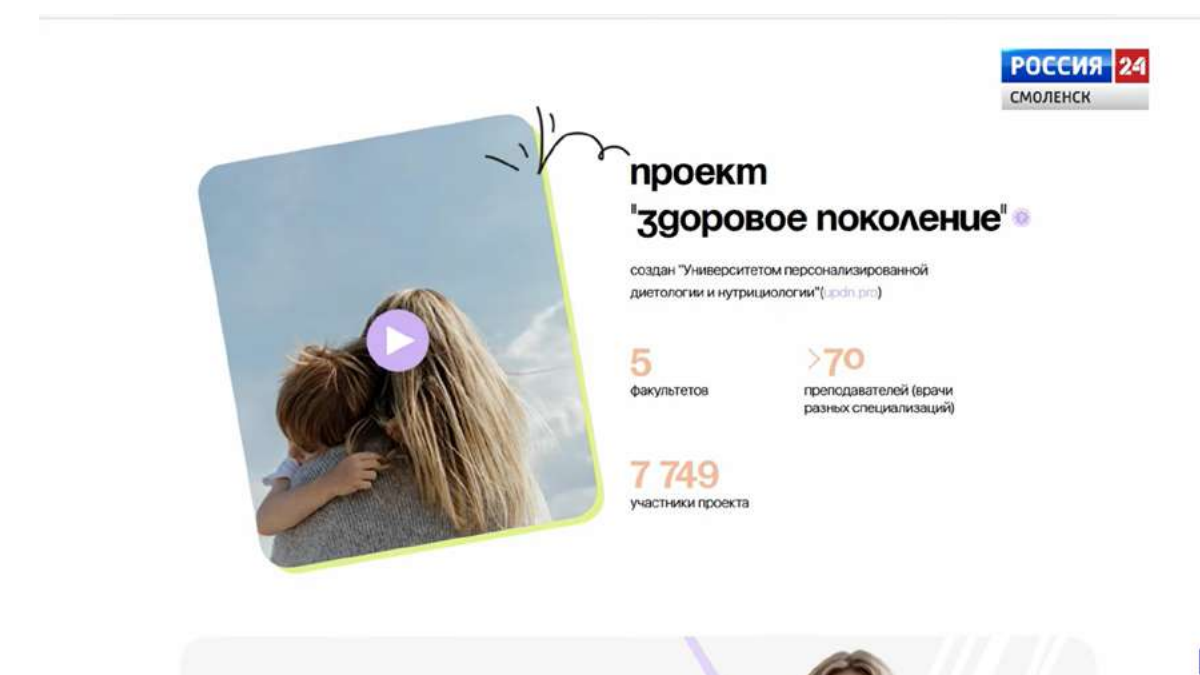 РОССИЯ 24
СМОЛЕНСК
проект
"здоровое поколение"
создан "Университетом персонализированной
диетологии и нутрициологии"(updn.pro)
5
факультетов
>70
преподавателей (врачи
разных специализаций)
7 749
участники проекта